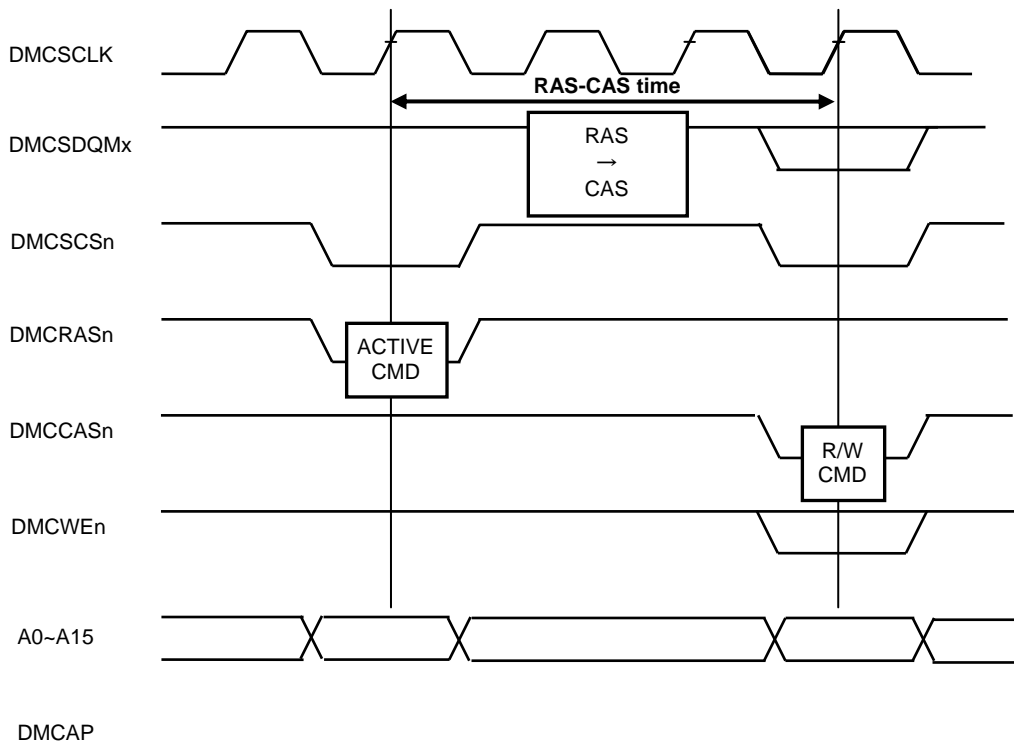 DMCSCLK
RAS-CAS time
DMCSDQMx
RAS
→
CAS
DMCSCSn
DMCRASn
ACTIVE
CMD
DMCCASn
R/W
CMD
DMCWEn
A0~A15
DMCAP